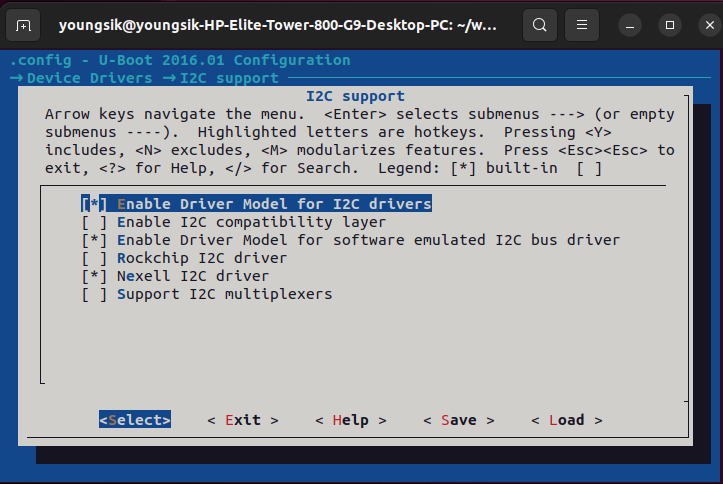 youngsik@youngsik-HP-Elite-Tower-800-G9-Desktop-PC: ~/w...
.config - U-Boot 2016.01 Configuration
→ Device Drivers → I2C support
I2C support
Arrow keys navigate the menu.  <Enter> selects submenus ---> (or empty
submenus ----).  Highlighted letters are hotkeys.  Pressing <Y>
includes, <N> excludes, <M> modularizes features.  Press <Esc><Esc> to
exit, <?> for Help, </> for Search.  Legend: [*] built-in  [ ]
[*] Enable Driver Model for I2C drivers
[ ] Enable I2C compatibility layer
[*] Enable Driver Model for software emulated I2C bus driver
[ ] Rockchip I2C driver
[*] Nexell I2C driver
[ ] Support I2C multiplexers
<Select>    < Exit >    < Help >    < Save >    < Load >